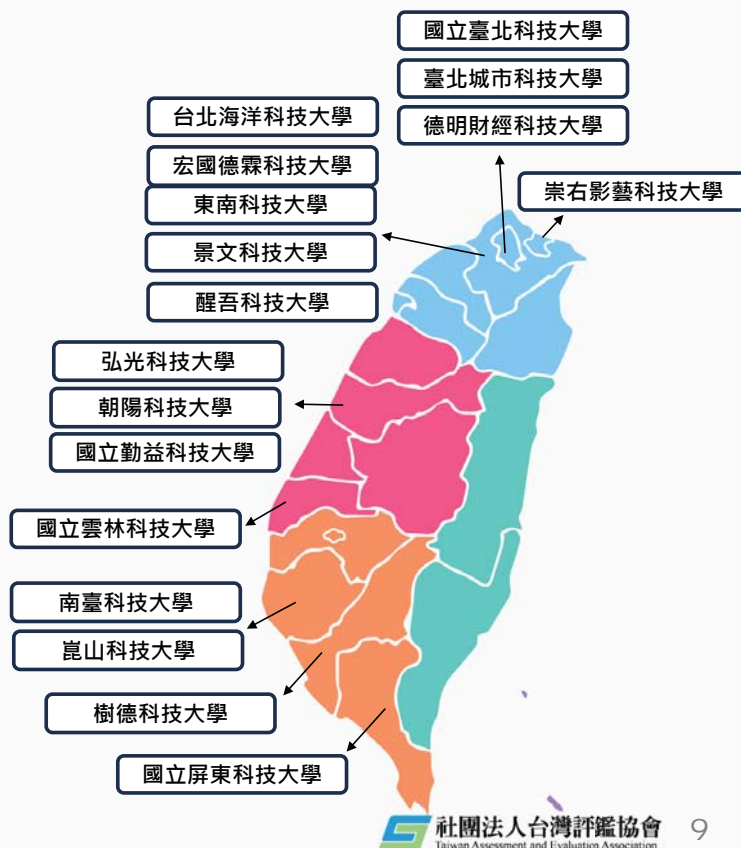 國立臺北科技大學
臺北城市科技大學
德明財經科技大學
台北海洋科技大學
宏國德霖科技大學
東南科技大學
景文科技大學
醒吾科技大學
崇右影藝科技大學
弘光科技大學
朝陽科技大學
國立勤益科技大學
國立雲林科技大學
南臺科技大學
崑山科技大學
樹德科技大學
國立屏東科技大學
社團法人台灣評鑑協會
Taiwan Assessment and Evaluation Association
9